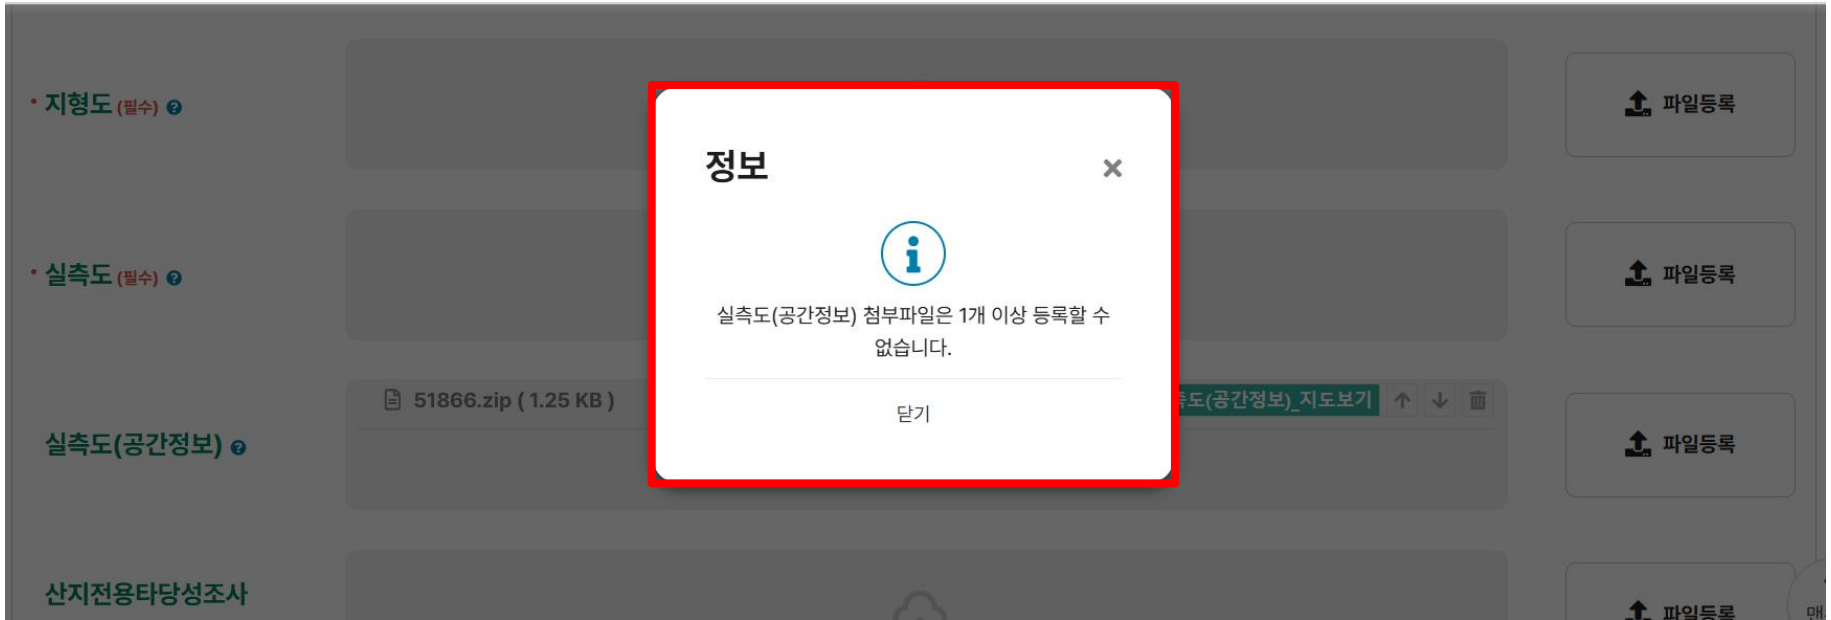 지형도 (필수)
파일등록
정보
실측도 (필수)
파일등록
실측도(공간정보) 첨부파일은 1개 이상 등록할 수
없습니다.
닫기
51866.zip ( 1.25 KB )
도(공간정보)_지도보기
실측도(공간정보)
파일등록
산지전용타당성조사
파일등록